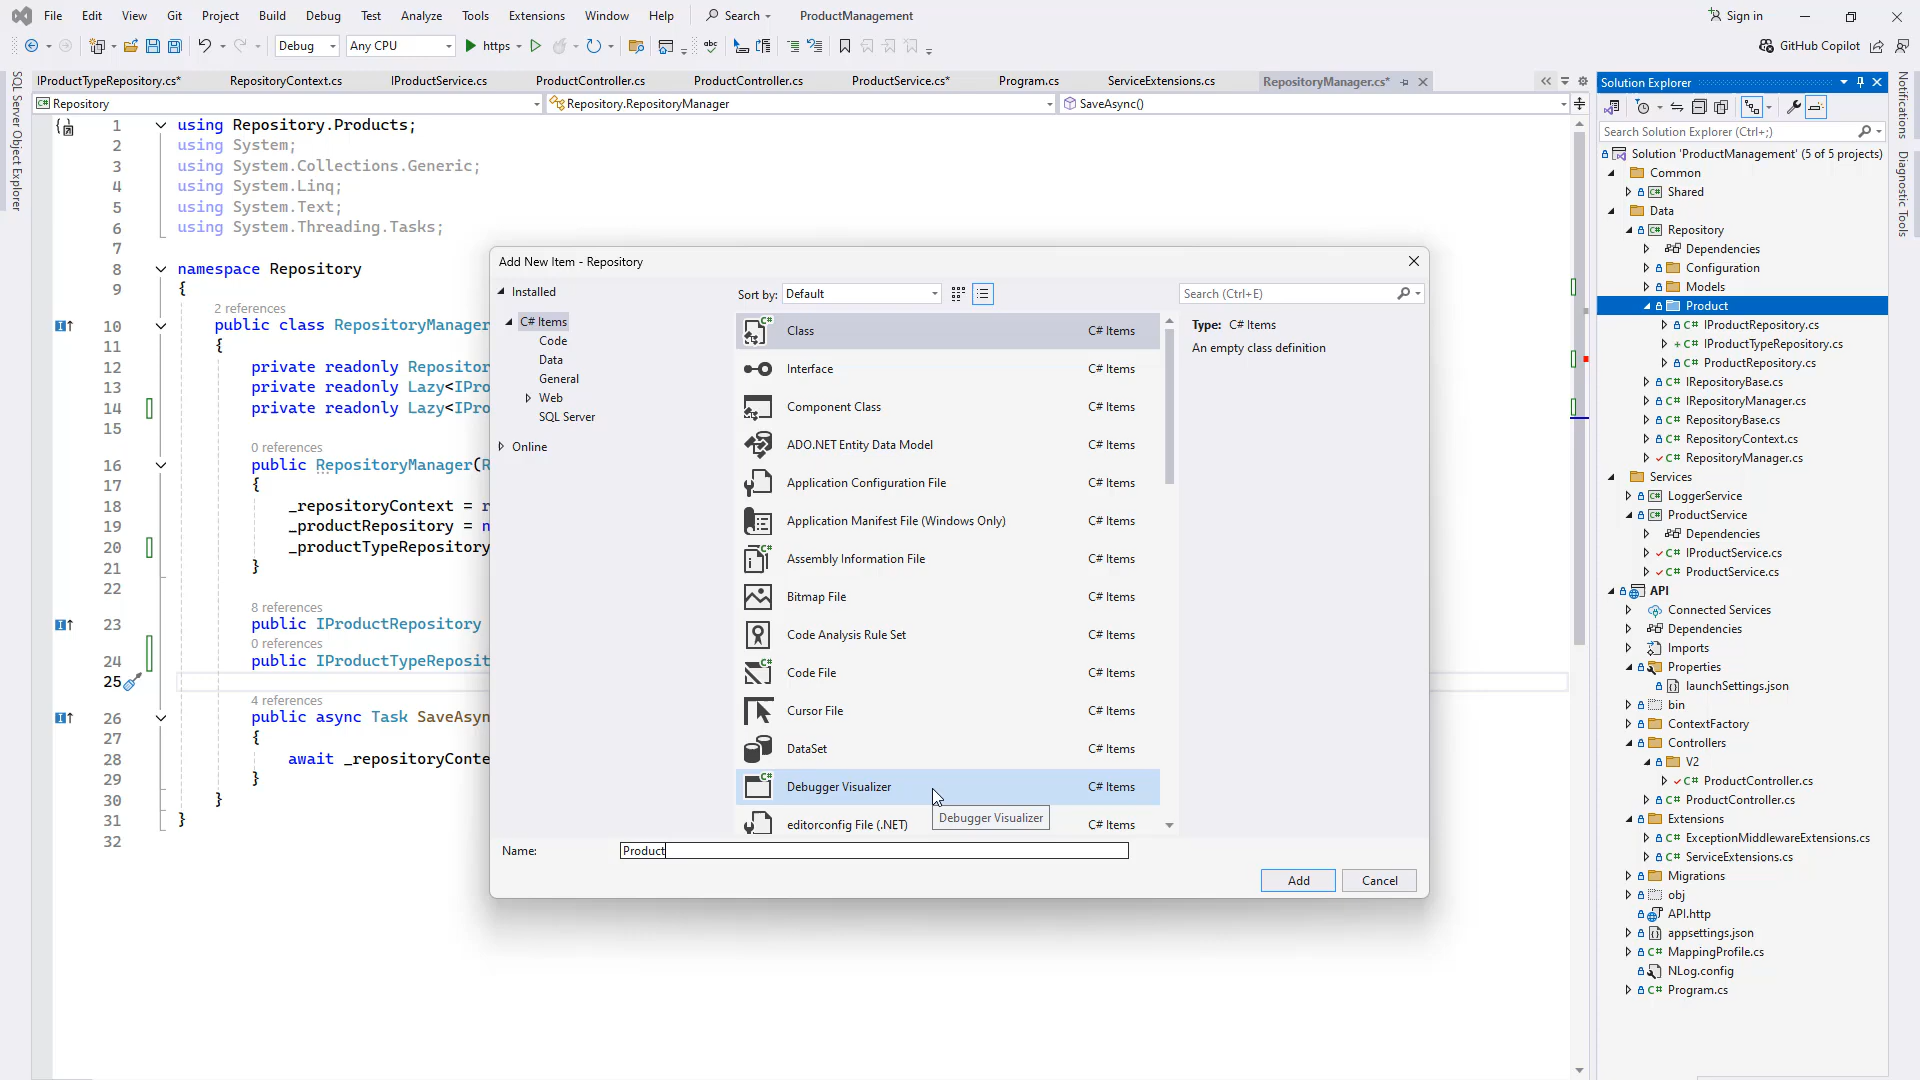 File Edit View Git Project Build Debug Test Analyze Tools Extensions Window Help Search ProductManagement Sign in
Debug Any CPU https GitHub Copilot
IProductTypeRepository.cs* RepositoryContext.cs IProductService.cs ProductController.cs ProductController.cs ProductService.cs* Program.cs ServiceExtensions.cs RepositoryManager.cs*
Repository Repository.RepositoryManager SaveAsync()
SQL Server Object Explorer
1 using Repository.Products;
2 using System;
3 using System.Collections.Generic;
4 using System.Linq;
5 using System.Text;
6 using System.Threading.Tasks;
7
8 namespace Repository
9 {
2 references
10 public class RepositoryManager
11 {
12 private readonly Reposito
13 private readonly Lazy<IPro
14 private readonly Lazy<IPro
15
0 references
16 public RepositoryManager(R
17 {
18 _repositoryContext = r
19 _productRepository = n
20 _productTypeRepository
21 }
22
8 references
23 public IProductRepository
0 references
24 public IProductTypeReposit
25
4 references
26 public async Task SaveAsyn
27 {
28 await _repositoryConte
29 }
30 }
31 }
32
Add New Item - Repository
Installed
C# Items
Code
Data
General
Web
SQL Server
Online
Sort by: Default
Search (Ctrl+E)
Class C# Items
Interface C# Items
Component Class C# Items
ADO.NET Entity Data Model C# Items
Application Configuration File C# Items
Application Manifest File (Windows Only) C# Items
Assembly Information File C# Items
Bitmap File C# Items
Code Analysis Rule Set C# Items
Code File C# Items
Cursor File C# Items
DataSet C# Items
Debugger Visualizer C# Items
Debugger Visualizer
editorconfig File (.NET) C# Items
Type: C# Items
An empty class definition
Name: Product
Add Cancel
Solution Explorer
Search Solution Explorer (Ctrl+;)
Solution 'ProductManagement' (5 of 5 projects)
Common
C# Shared
Data
C# Repository
Dependencies
Configuration
Models
Product
C# IProductRepository.cs
+ C# IProductTypeRepository.cs
C# ProductRepository.cs
C# IRepositoryBase.cs
C# IRepositoryManager.cs
C# RepositoryBase.cs
C# RepositoryContext.cs
C# RepositoryManager.cs
Services
C# LoggerService
C# ProductService
Dependencies
C# IProductService.cs
C# ProductService.cs
API
Connected Services
Dependencies
Imports
Properties
launchSettings.json
bin
ContextFactory
Controllers
V2
C# ProductController.cs
C# ProductController.cs
Extensions
C# ExceptionMiddlewareExtensions.cs
C# ServiceExtensions.cs
Migrations
obj
API.http
appsettings.json
C# MappingProfile.cs
NLog.config
C# Program.cs
Notifications
Diagnostic Tools